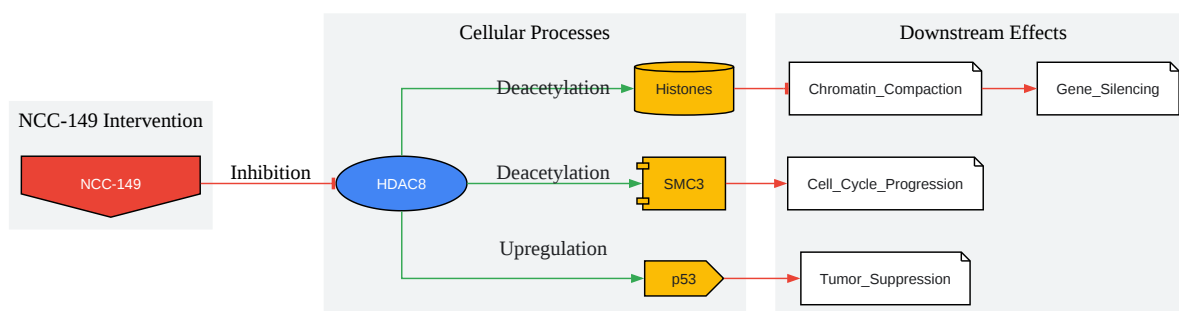 Cellular Processes
Downstream Effects
Deacetylation
Histones
Chromatin_Compaction
Gene_Silencing
NCC-149 Intervention
NCC-149
Inhibition
HDAC8
Deacetylation
SMC3
Cell_Cycle_Progression
Upregulation
p53
Tumor_Suppression